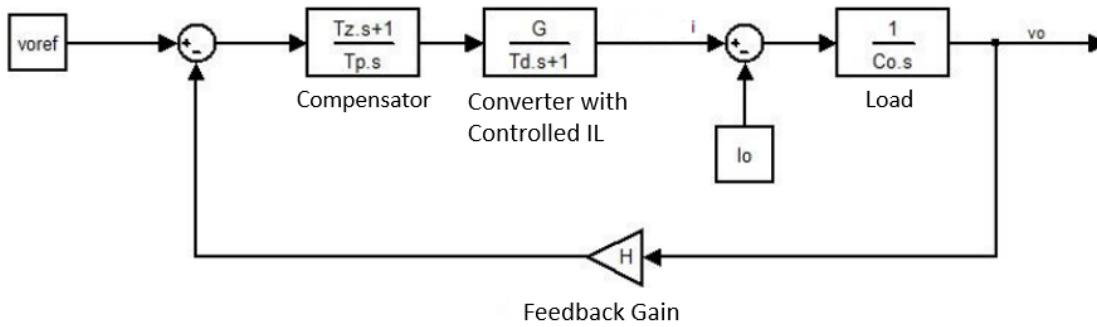 voref
+
-
Tz.s+1
Tp.s
Compensator
G
Td.s+1
Converter with
Controlled IL
i
+
-
Io
1
Co.s
Load
vo
H
Feedback Gain